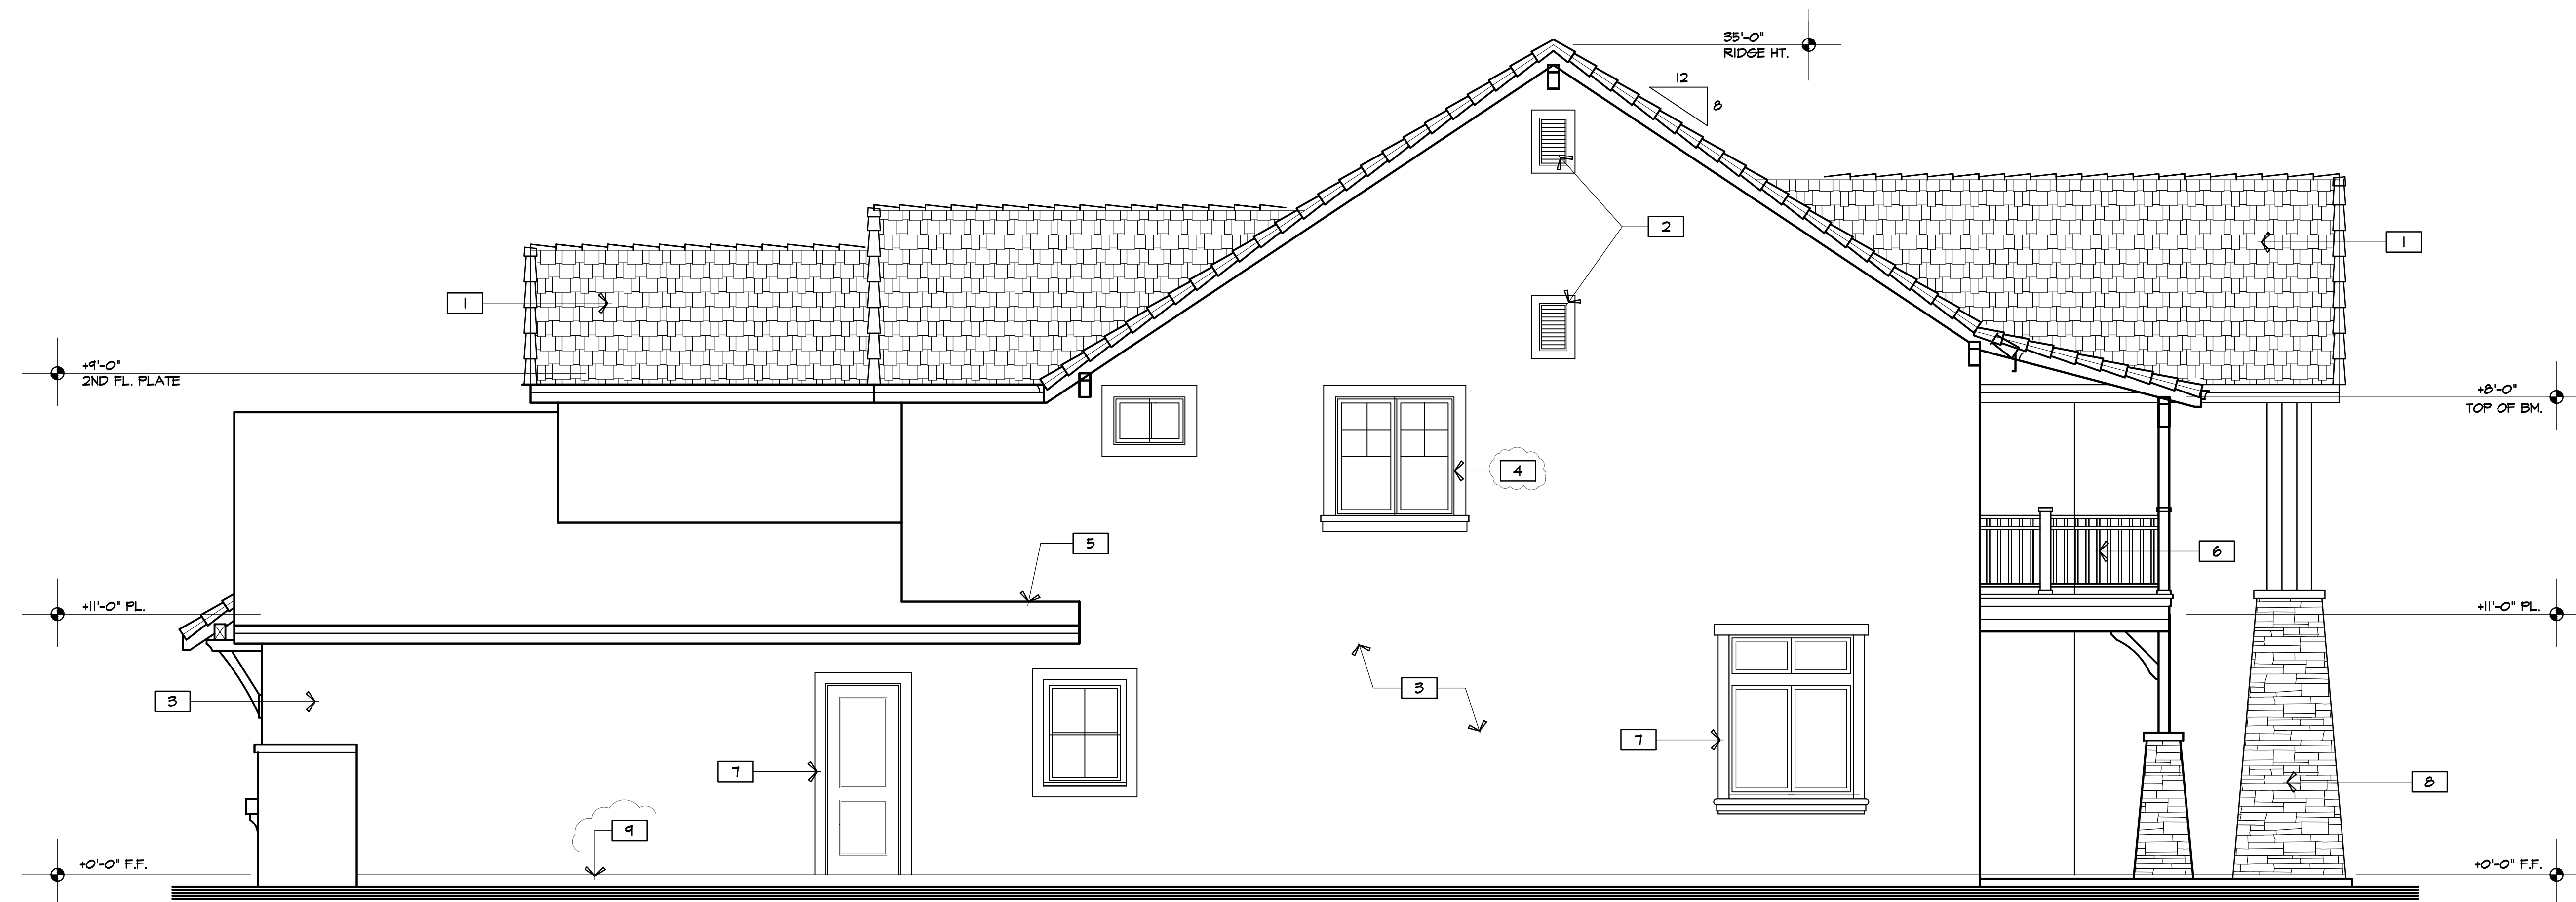 35'-0"
RIDGE HT.
12
8
2
1
1
+9'-0"
2ND FL. PLATE
+8'-0"
TOP OF BM.
4
5
6
+11'-0" PL.
+11'-0" PL.
3
3
7
7
8
9
+0'-0" F.F.
+0'-0" F.F.